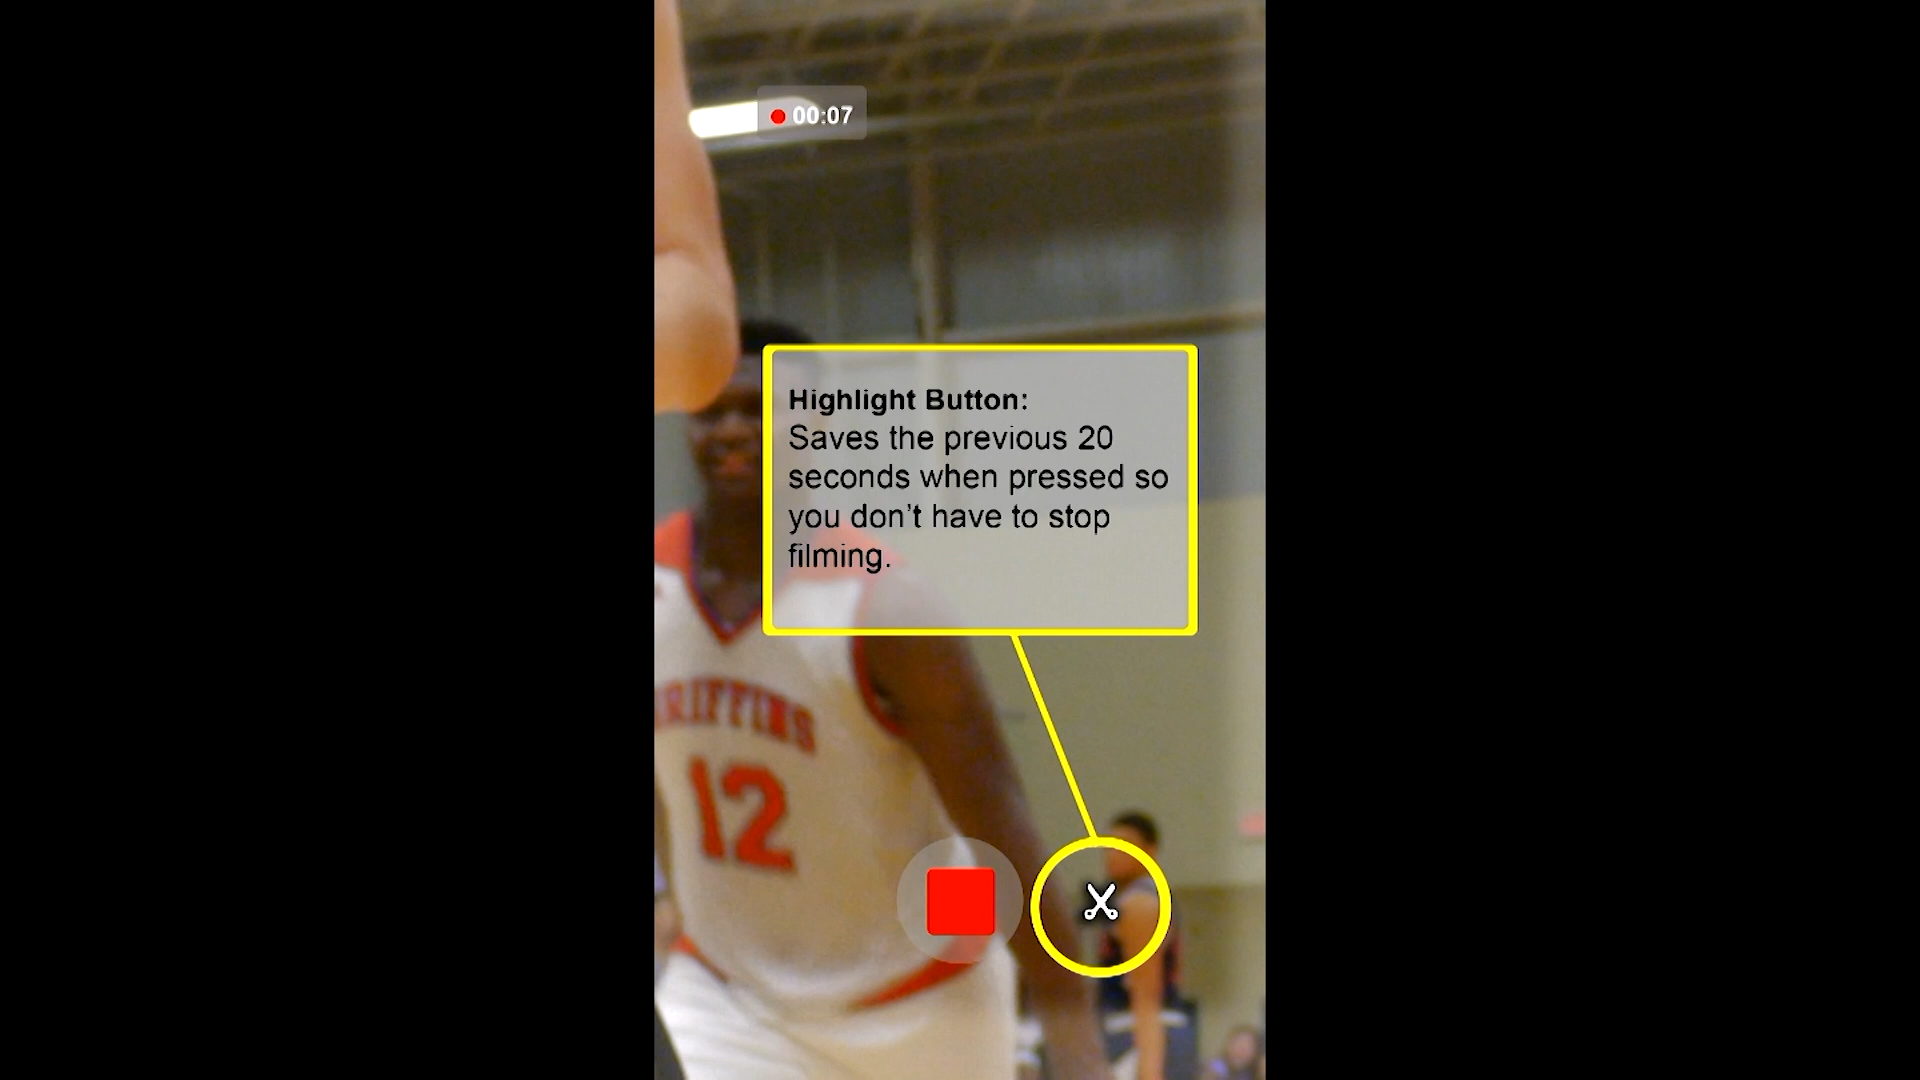 00:07
Highlight Button:
Saves the previous 20
seconds when pressed so
you don't have to stop
filming.
RIFFINS
12